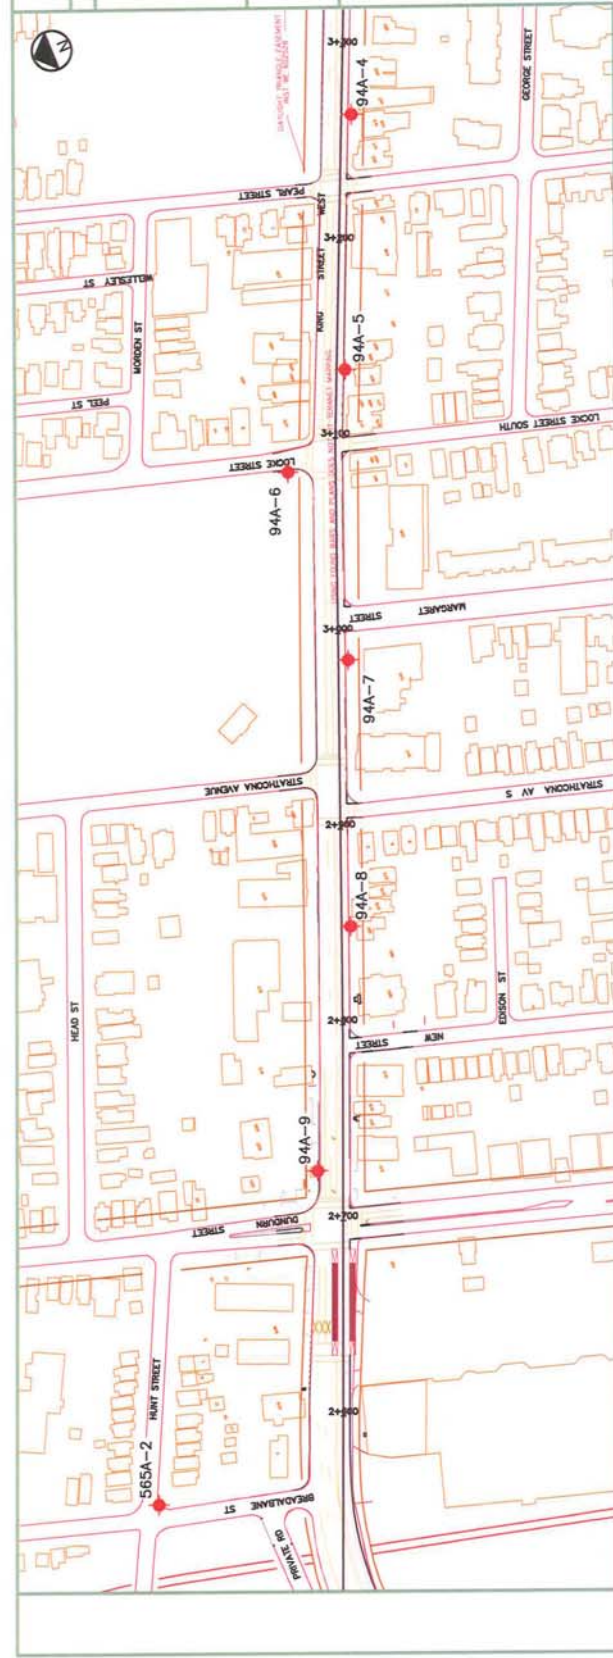 N
3+300
94A-4
GEORGE STREET
DAYLIGHT TRIANGLE EASEMENT
PEARL STREET
KING STREET WEST
3+200
WELLESLEY ST
MORDEN ST
94A-5
PEEL ST
3+100
LOCKE STREET
LOCKE STREET SOUTH
94A-6
MARGARET STREET
3+000
94A-7
STRATHCONA AVENUE
STRATHCONA AV S
2+900
94A-8
HEAD ST
2+800
NEW STREET
EDISON ST
94A-9
DUNDURN STREET
2+700
HUNT STREET
2+600
565A-2
BREADALBANE ST
PRIVATE RD